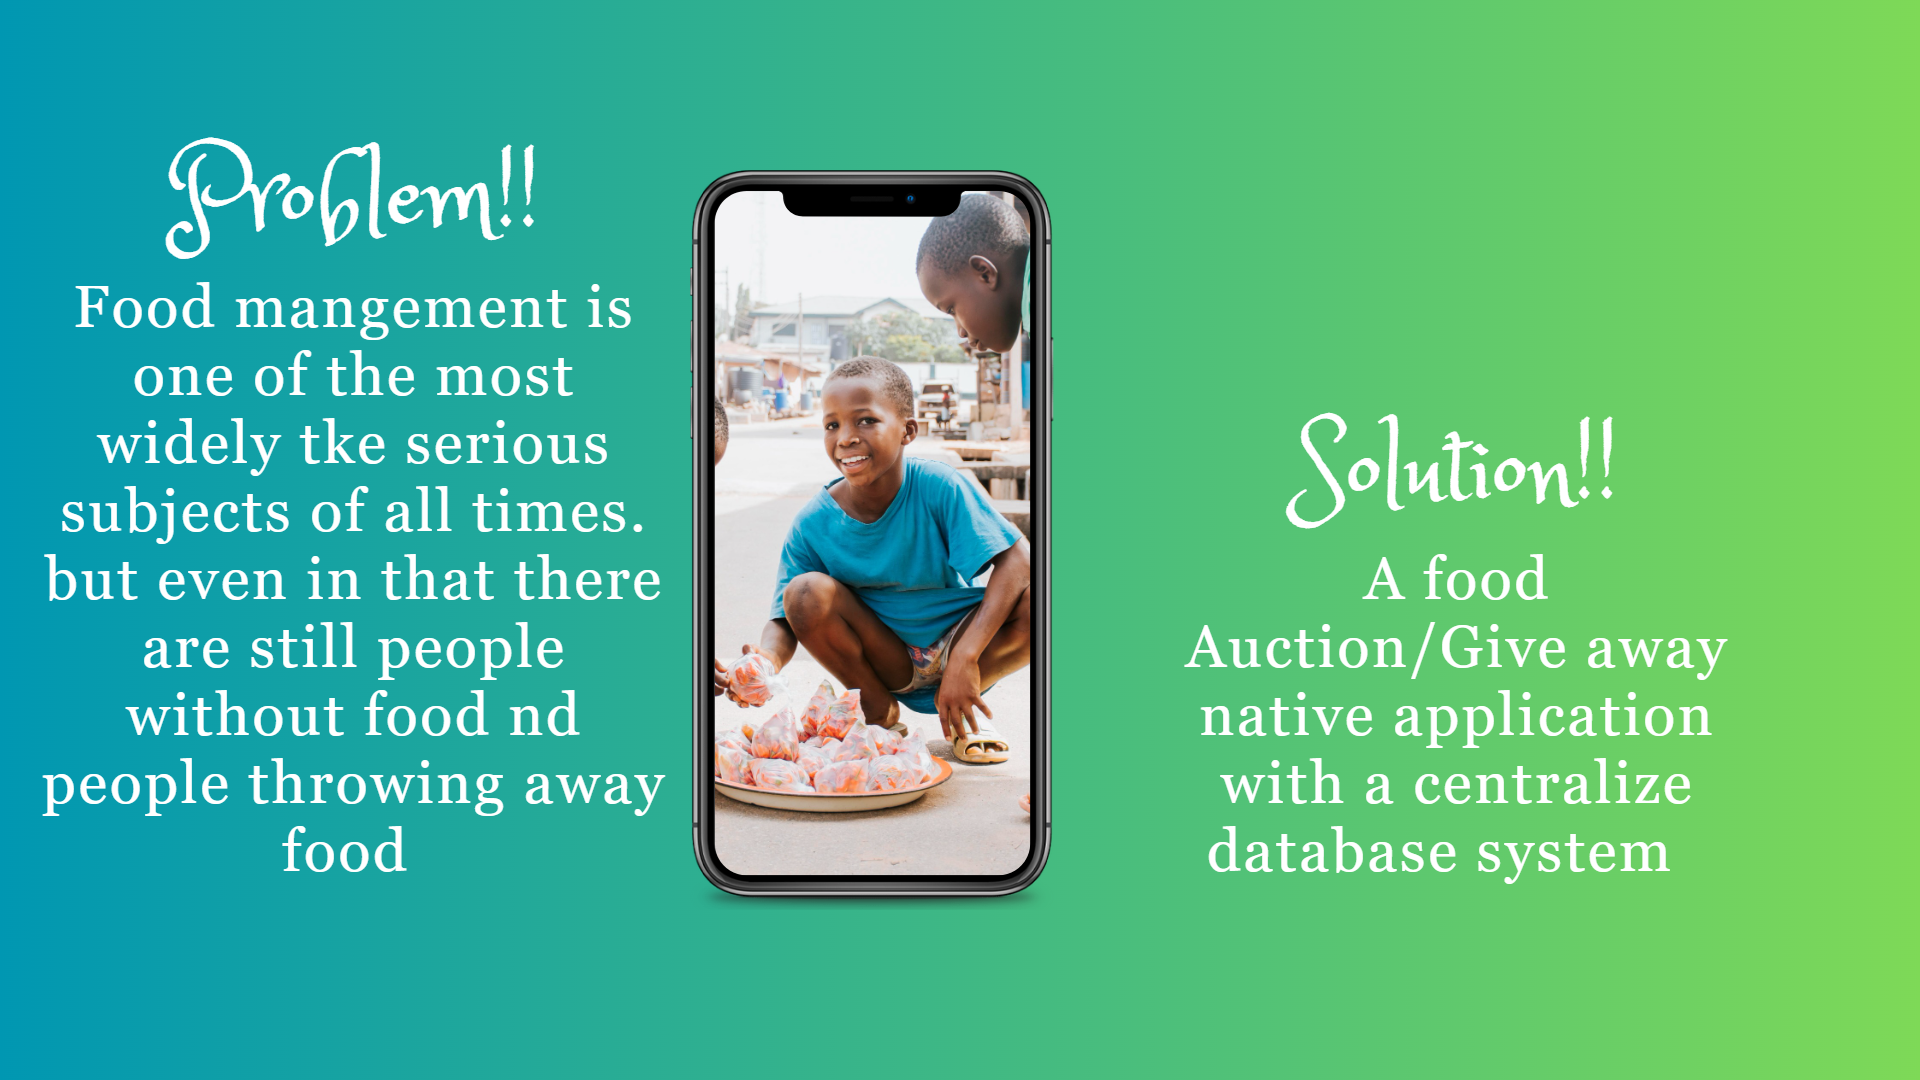 Problem!!
Food mangement is
one of the most
widely tke serious
subjects of all times.
but even in that there
are still people
without food nd
people throwing away
food
Solution!!
A food
Auction/Give away
native application
with a centralize
database system